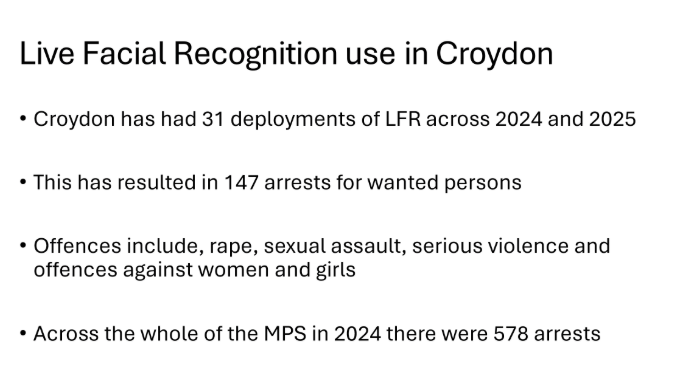 Live Facial Recognition use in Croydon
• Croydon has had 31 deployments of LFR across 2024 and 2025
• This has resulted in 147 arrests for wanted persons
• Offences include, rape, sexual assault, serious violence and
offences against women and girls
• Across the whole of the MPS in 2024 there were 578 arrests